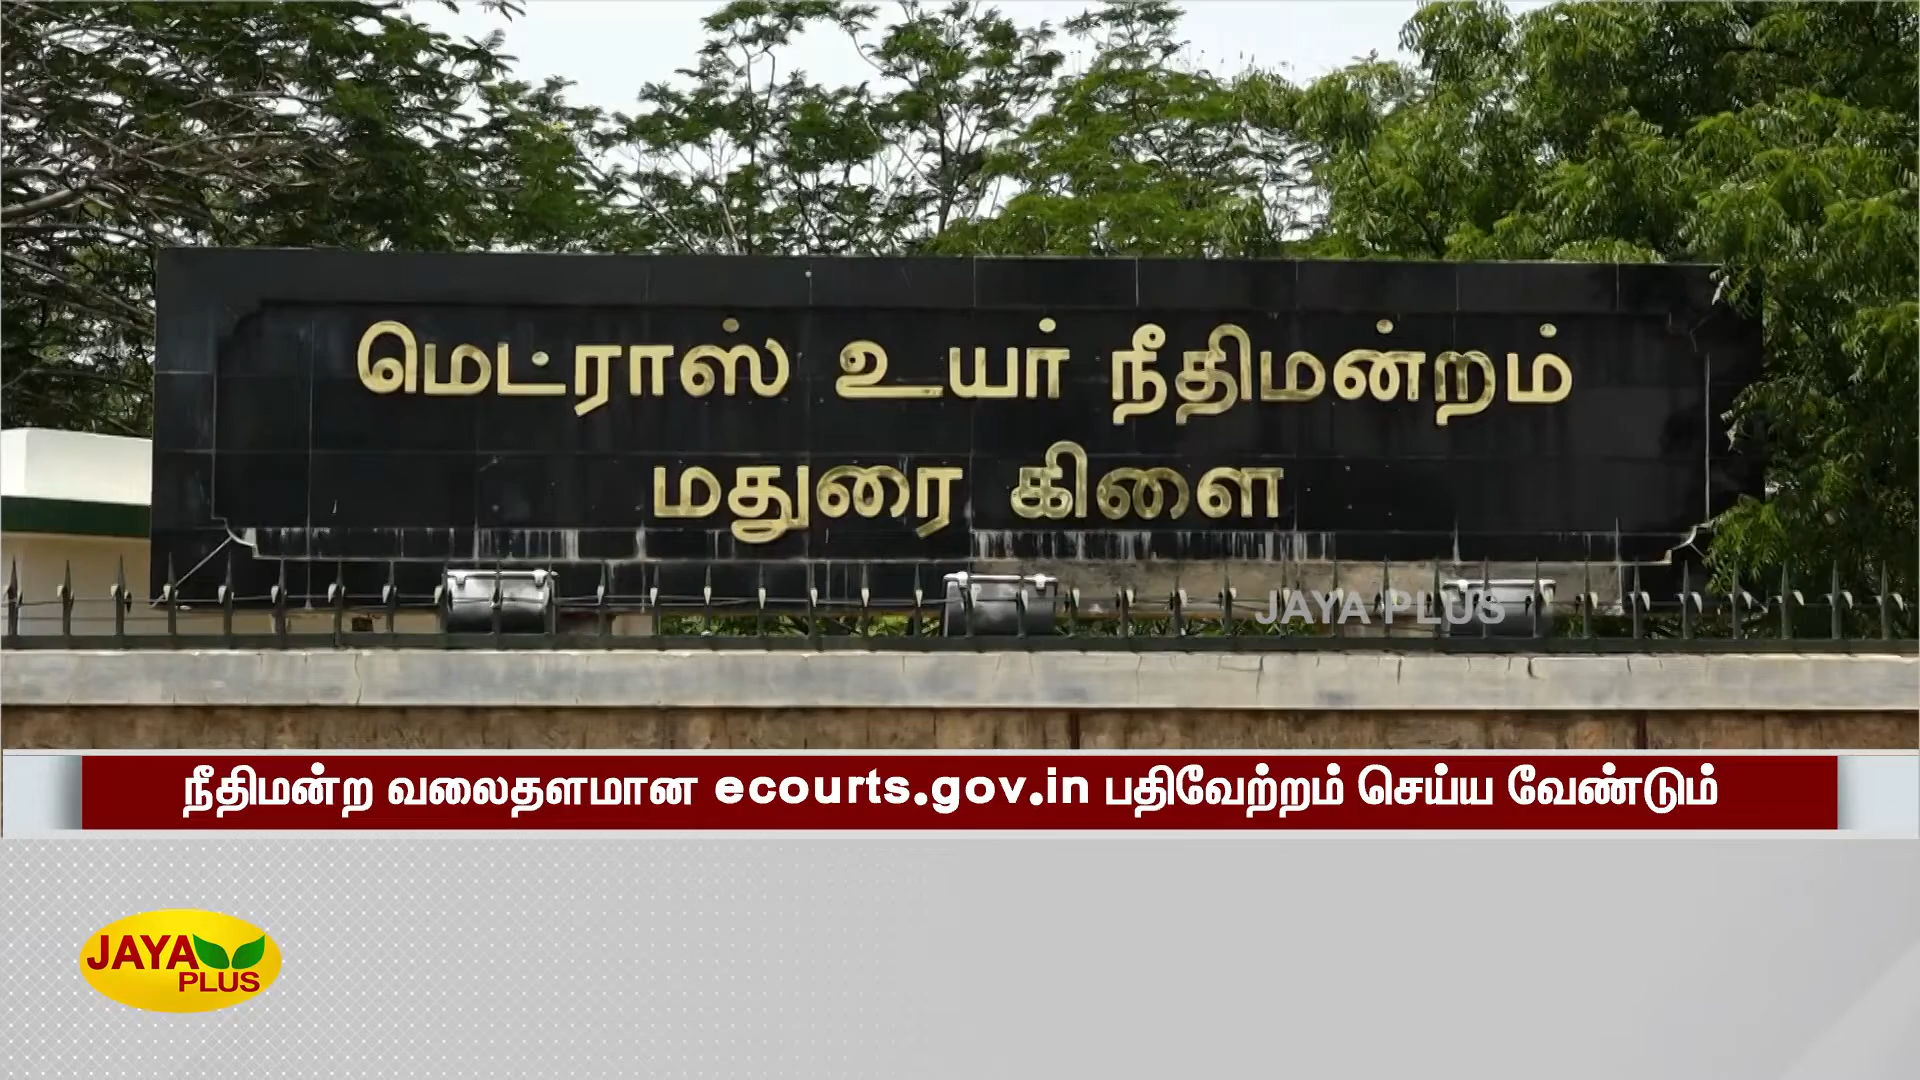 மெட்ராஸ் உயர் நீதிமன்றம்
மதுரை கிளை
JAYA PLUS
நீதிமன்ற வலைதளமான ecourts.gov.in பதிவேற்றம் செய்ய வேண்டும்
JAYA
PLUS